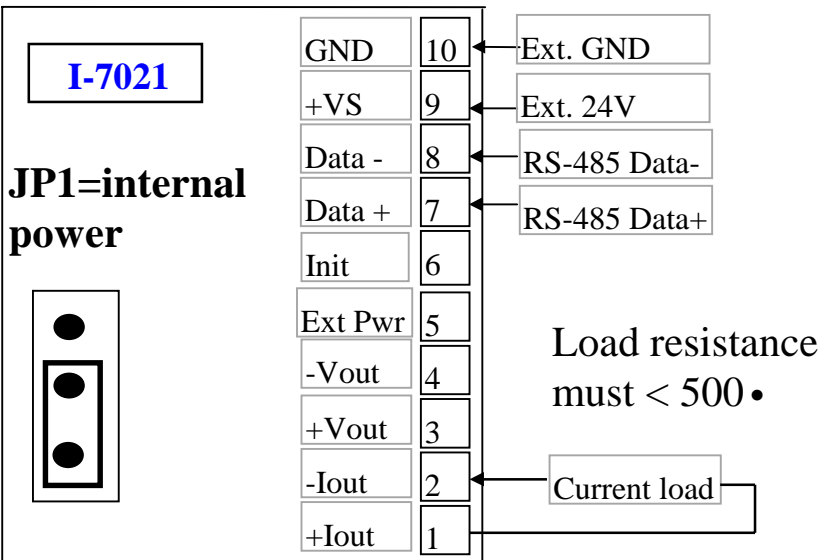 I-7021
JP1=internal
power
GND 10 Ext. GND
+VS 9 Ext. 24V
Data - 8 RS-485 Data-
Data + 7 RS-485 Data+
Init 6
Ext Pwr 5
-Vout 4
+Vout 3
-Iout 2 Current load
+Iout 1
Load resistance
must < 500•